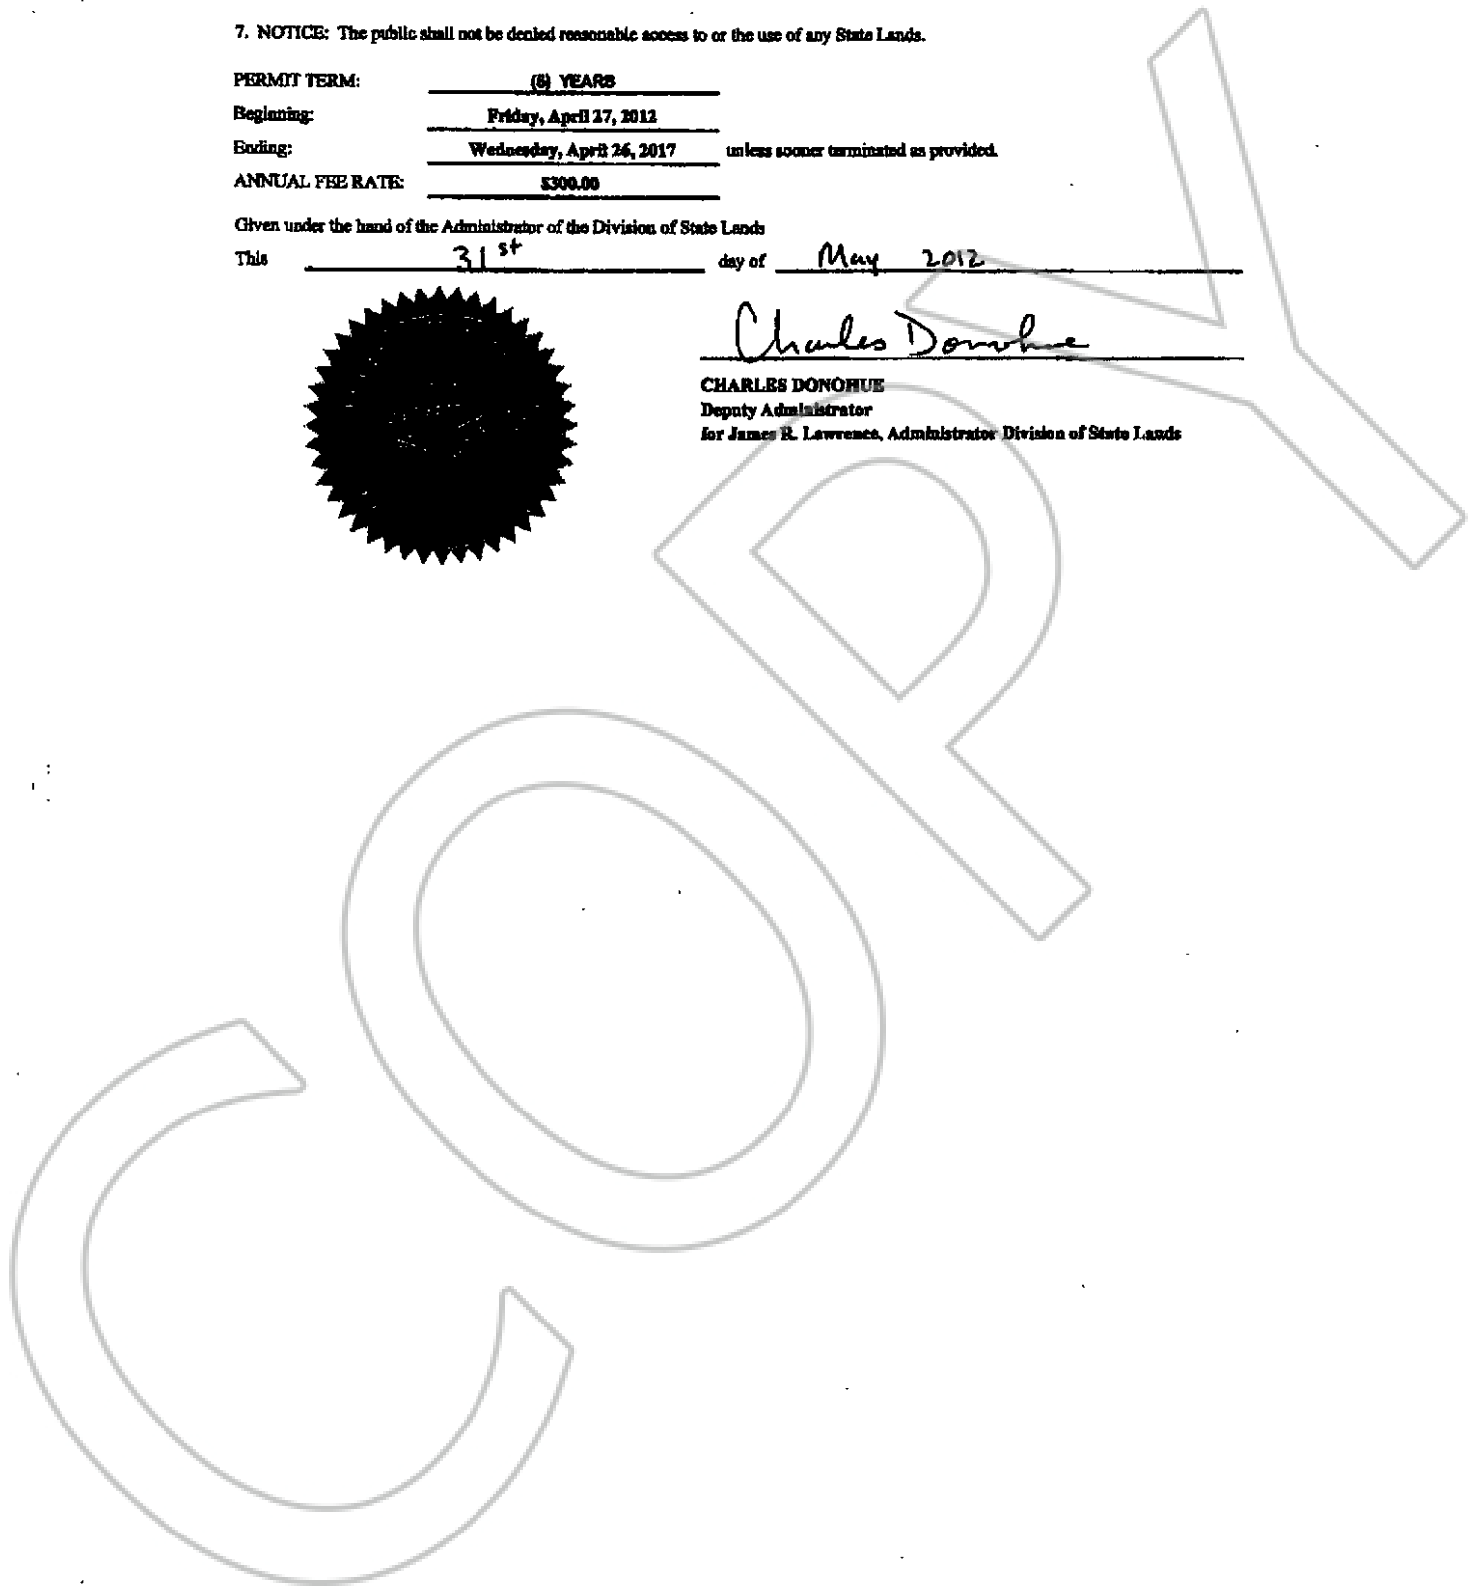 7. NOTICE: The public shall not be denied reasonable access to or the use of any State Lands.
PERMIT TERM: (5) YEARS
Beginning: Friday, April 27, 2012
Ending: Wednesday, April 26, 2017 unless sooner terminated as provided.
ANNUAL FEE RATE: $300.00
Given under the hand of the Administrator of the Division of State Lands
This 31st day of May 2012
Charles Donohue
CHARLES DONOHUE
Deputy Administrator
for James R. Lawrence, Administrator Division of State Lands
COPY